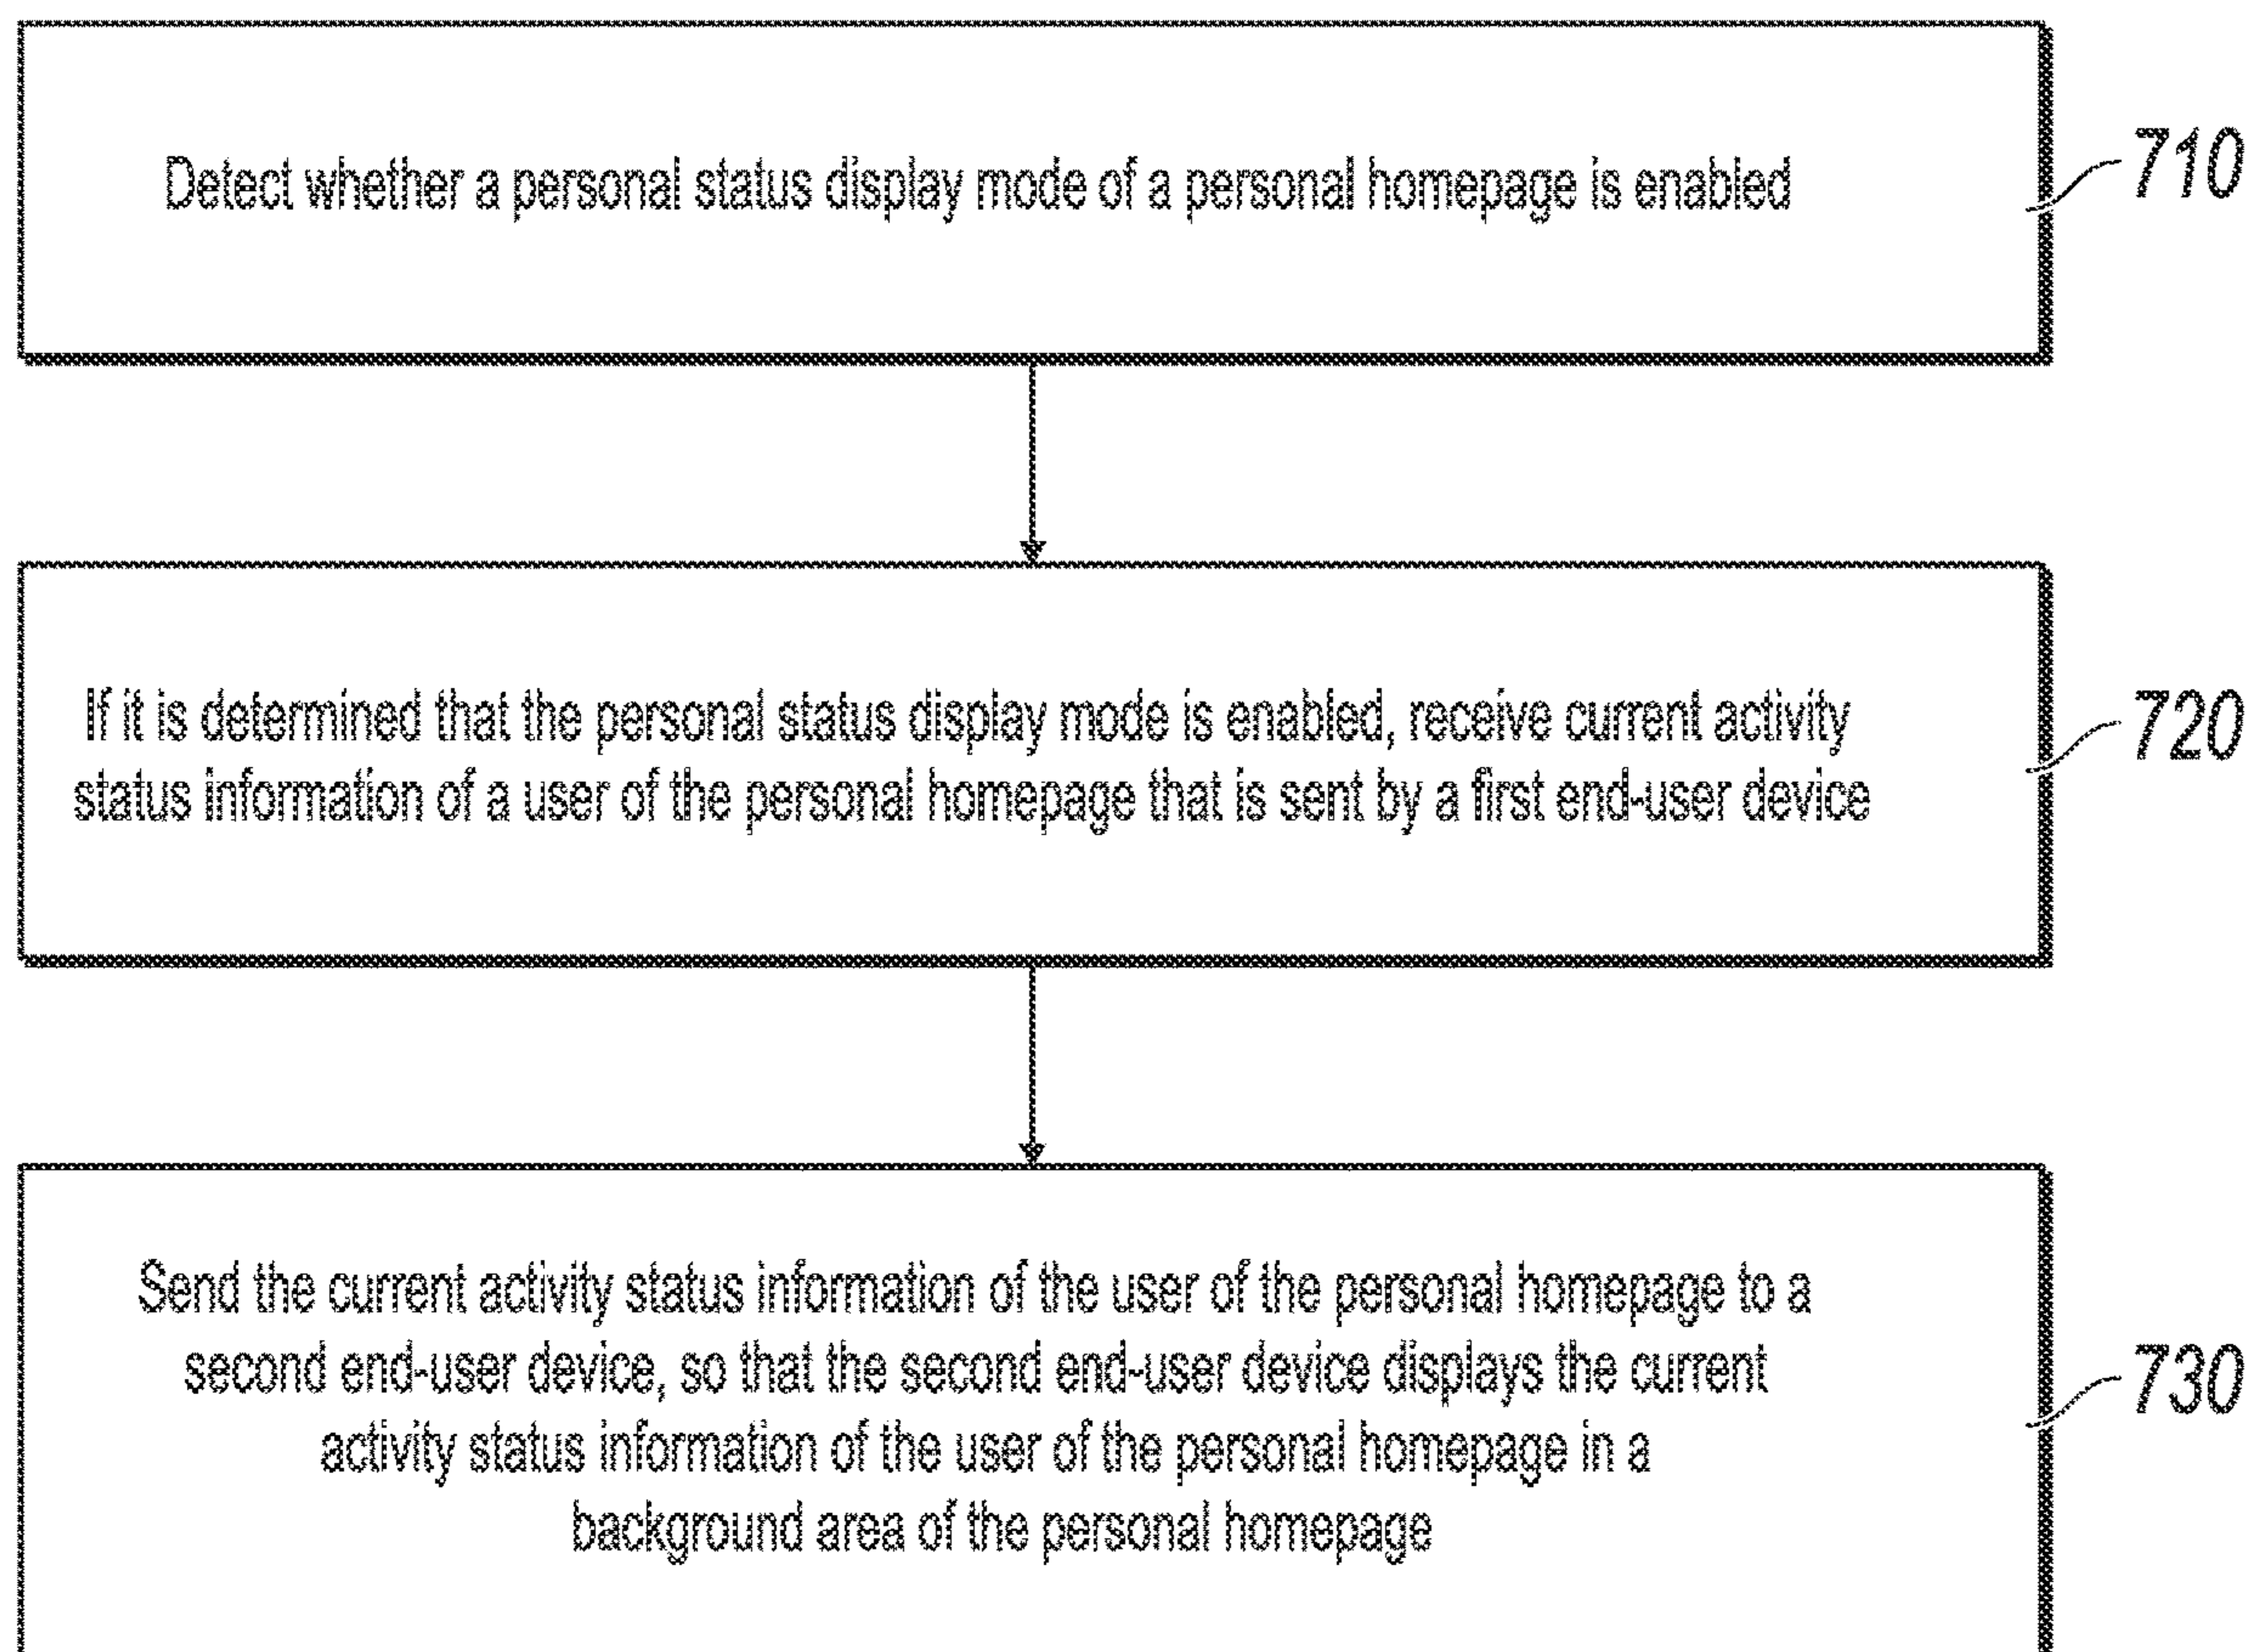 Detect whether a personal status display mode of a personal homepage is enabled
710
If it is determined that the personal status display mode is enabled, receive current activity
status information of a user of the personal homepage that is sent by a first end-user device
720
Send the current activity status information of the user of the personal homepage to a
second end-user device, so that the second end-user device displays the current
activity status information of the user of the personal homepage in a
background area of the personal homepage
730